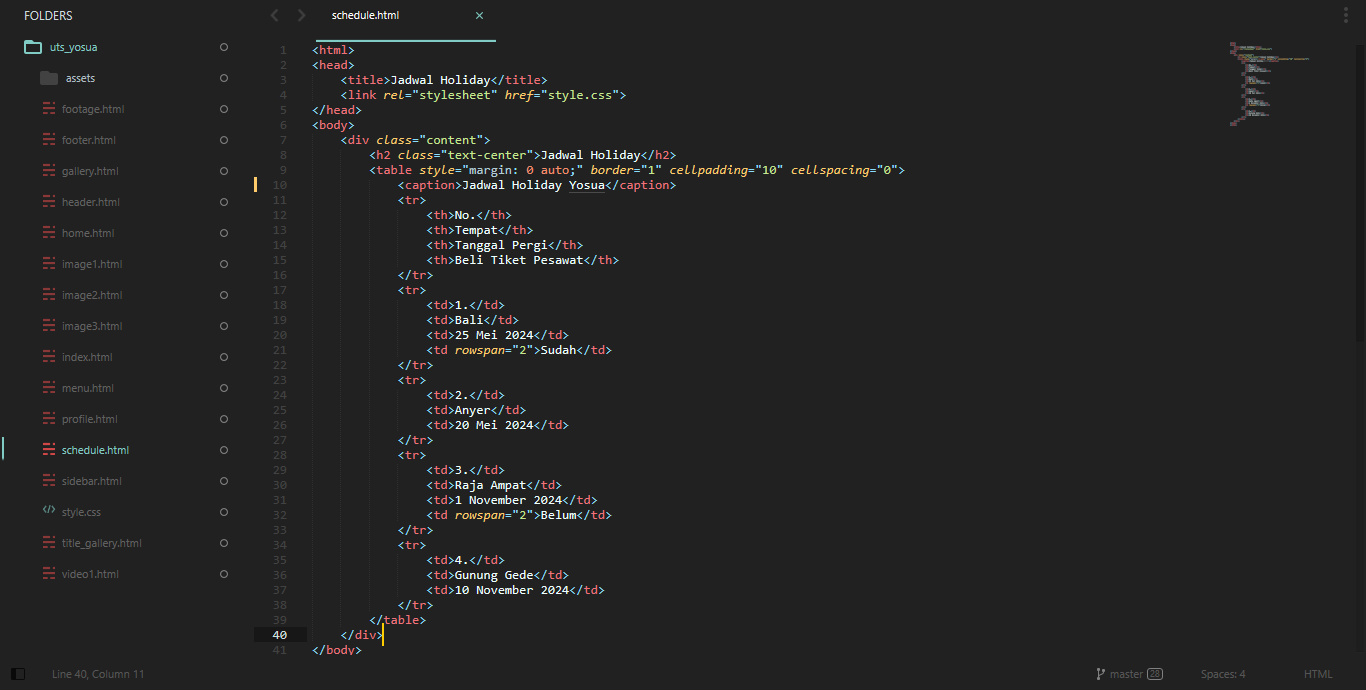 FOLDERS
uts_yosua
assets
footage.html
footer.html
gallery.html
header.html
home.html
image1.html
image2.html
image3.html
index.html
menu.html
profile.html
schedule.html
sidebar.html
style.css
title_gallery.html
video1.html
schedule.html
1 <html>
2 <head>
3     <title>Jadwal Holiday</title>
4     <link rel="stylesheet" href="style.css">
5 </head>
6 <body>
7     <div class="content">
8         <h2 class="text-center">Jadwal Holiday</h2>
9         <table style="margin: 0 auto;" border="1" cellpadding="10" cellspacing="0">
10             <caption>Jadwal Holiday Yosua</caption>
11             <tr>
12                 <th>No.</th>
13                 <th>Tempat</th>
14                 <th>Tanggal Pergi</th>
15                 <th>Beli Tiket Pesawat</th>
16             </tr>
17             <tr>
18                 <td>1.</td>
19                 <td>Bali</td>
20                 <td>25 Mei 2024</td>
21                 <td rowspan="2">Sudah</td>
22             </tr>
23             <tr>
24                 <td>2.</td>
25                 <td>Anyer</td>
26                 <td>20 Mei 2024</td>
27             </tr>
28             <tr>
29                 <td>3.</td>
30                 <td>Raja Ampat</td>
31                 <td>1 November 2024</td>
32                 <td rowspan="2">Belum</td>
33             </tr>
34             <tr>
35                 <td>4.</td>
36                 <td>Gunung Gede</td>
37                 <td>10 November 2024</td>
38             </tr>
39         </table>
40     </div>
41 </body>
Line 40, Column 11
master 28
Spaces: 4
HTML